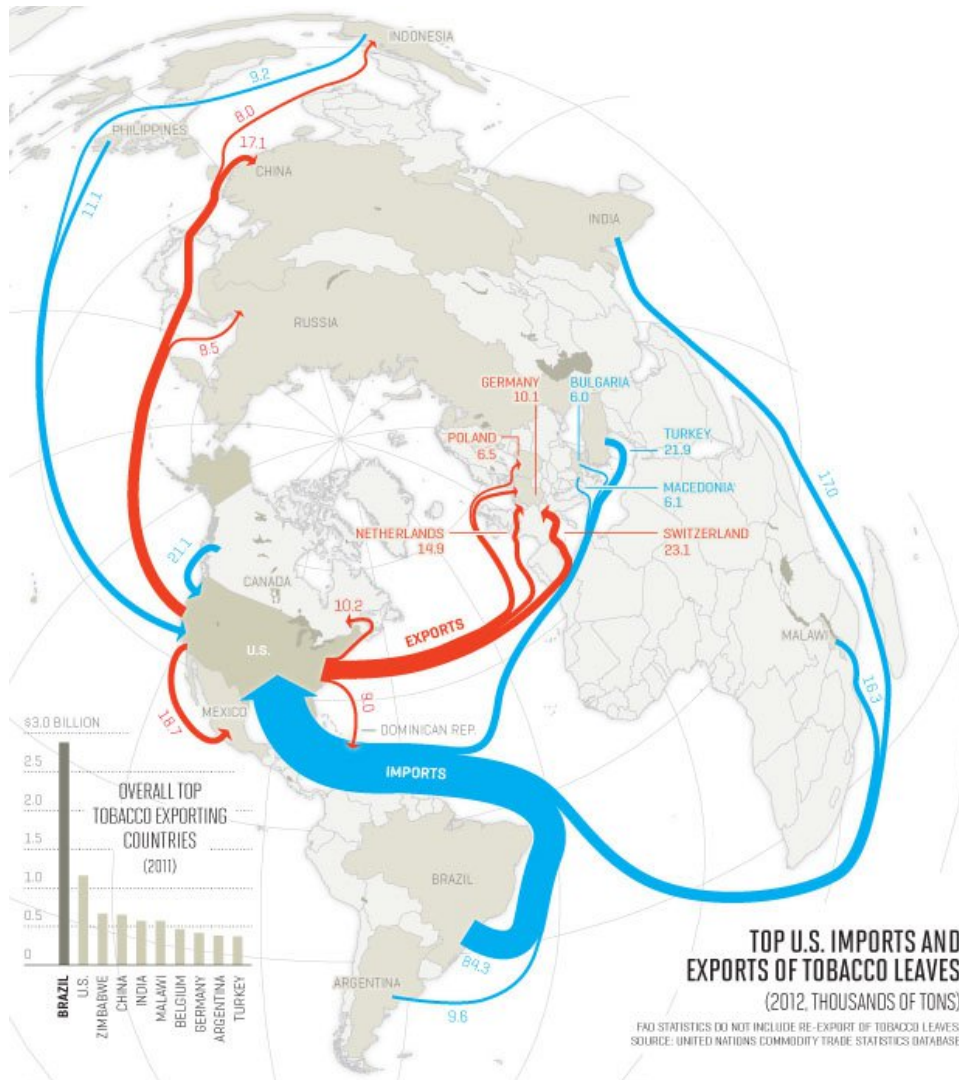 INDONESIA
9.2
8.0
PHILIPPINES
17.1
CHINA
11.1
INDIA
RUSSIA
8.5
GERMANY
10.1
BULGARIA
6.0
POLAND
6.5
TURKEY
21.9
MACEDONIA
6.1
NETHERLANDS
14.9
SWITZERLAND
23.1
17.0
21.1
CANADA
10.2
EXPORTS
U.S.
MALAWI
16.3
MEXICO
18.7
9.0
DOMINICAN REP.
IMPORTS
$3.0 BILLION
2.5
2.0
1.5
1.0
0.5
0
OVERALL TOP
TOBACCO EXPORTING
COUNTRIES
(2011)
BRAZIL
U.S.
ZIMBABWE
CHINA
INDIA
MALAWI
BELGIUM
GERMANY
ARGENTINA
TURKEY
BRAZIL
84.3
ARGENTINA
9.6
TOP U.S. IMPORTS AND
EXPORTS OF TOBACCO LEAVES
(2012, THOUSANDS OF TONS)
FAO STATISTICS DO NOT INCLUDE RE-EXPORT OF TOBACCO LEAVES
SOURCE: UNITED NATIONS COMMODITY TRADE STATISTICS DATABASE